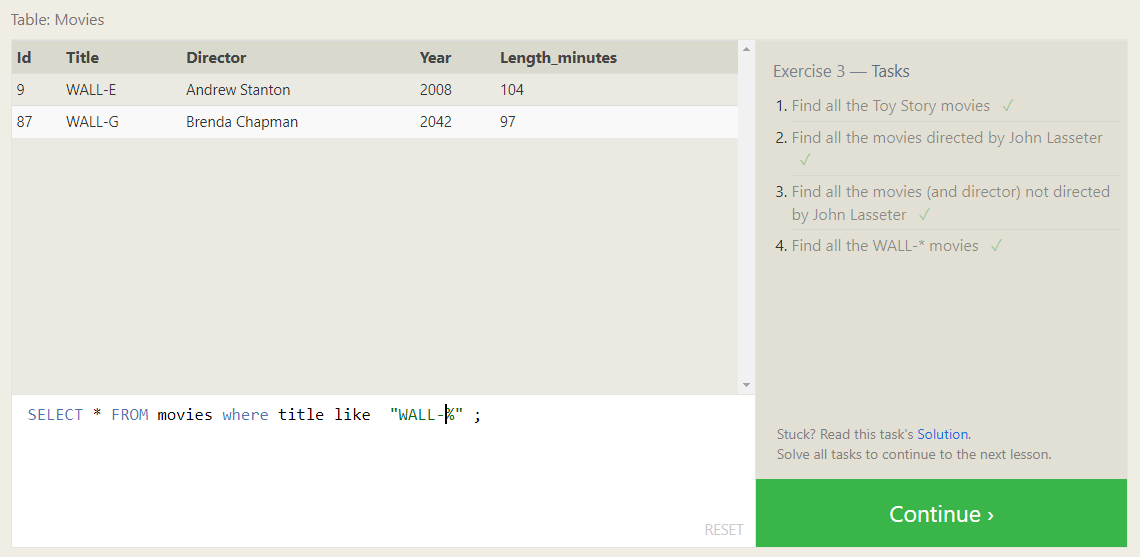 Table: Movies
Id Title Director Year Length_minutes
9 WALL-E Andrew Stanton 2008 104
87 WALL-G Brenda Chapman 2042 97
SELECT * FROM movies where title like  "WALL-%" ;
RESET
Exercise 3 — Tasks
1. Find all the Toy Story movies ✓
2. Find all the movies directed by John Lasseter
✓
3. Find all the movies (and director) not directed
by John Lasseter ✓
4. Find all the WALL-* movies ✓
Stuck? Read this task's Solution.
Solve all tasks to continue to the next lesson.
Continue ›